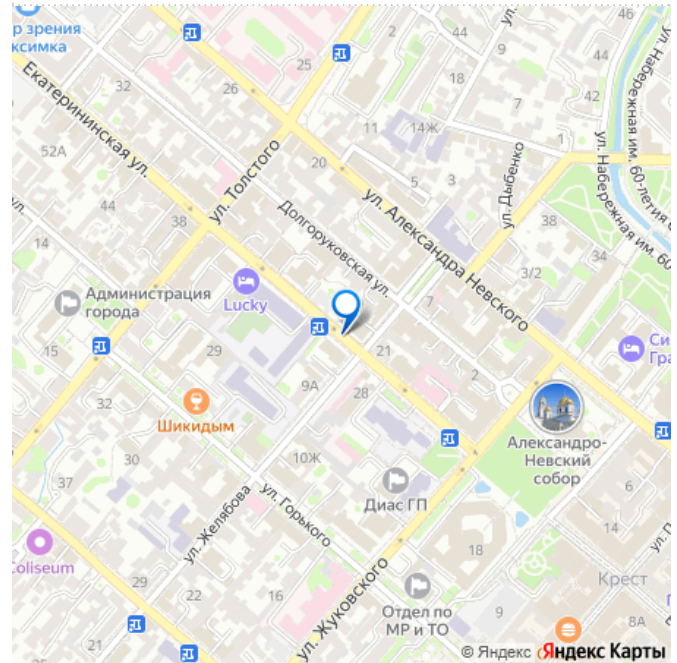 р зрения
ксимка
Екатерининская ул.
32
26
25
22
44
18
9
46
44
42
7
11
14Ж
1
52А
20
5
3
ул. Толстого
ул. Александра Невского
ул. Дыбенко
ул. Набережная им. 60
ул. Набережная им. 60-летия С
44
38
38
Долгоруковская ул.
14
3/2
34
Lucky
Администрация
города
7
15
29
21
Шикидым
9А
28
2
32
Александро-
Невский
собор
30
10Ж
37
Диас ГП
6
ул. Желябова
ул. Горького
18
14
Coliseum
ул. Жуковского
Крест
29
22
Отдел по
МР и ТО
9
8А
21
© Яндекс
Яндекс Карты